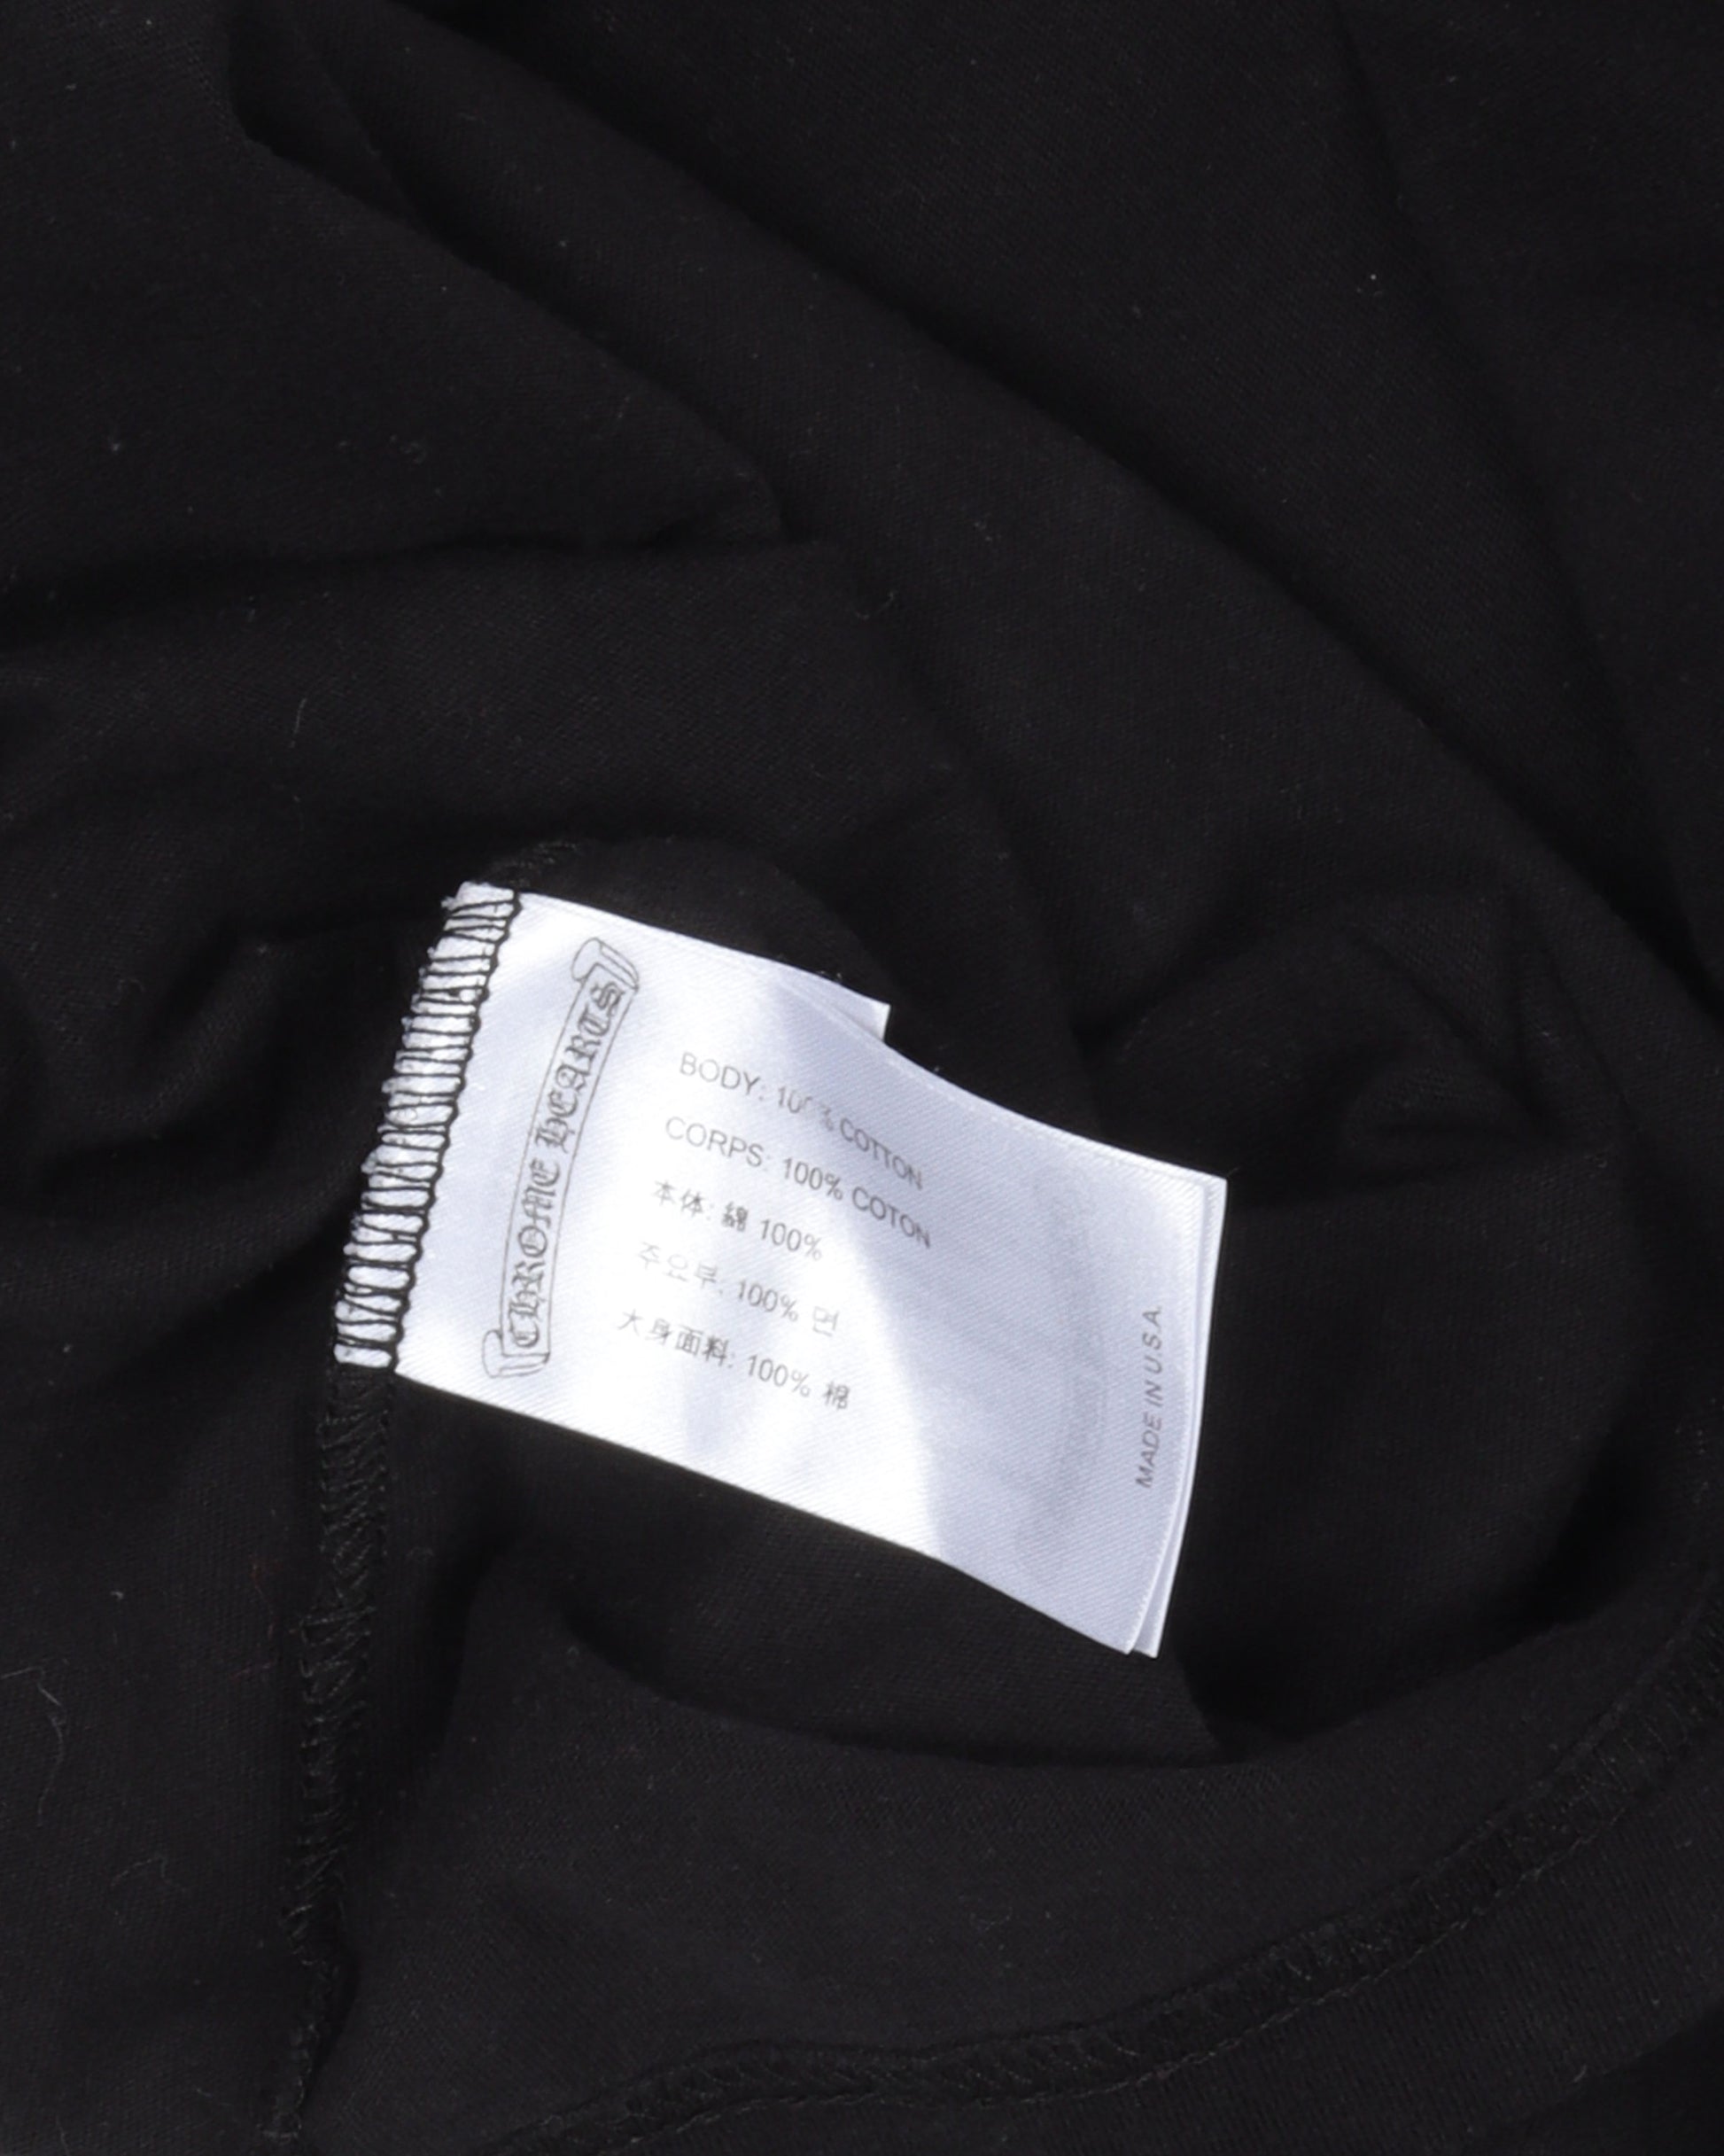 CHROME HEARTS
BODY: 100% COTTON
CORPS: 100% COTON
本体: 綿 100%
주요부: 100% 면
大身面料: 100% 棉
MADE IN U.S.A.